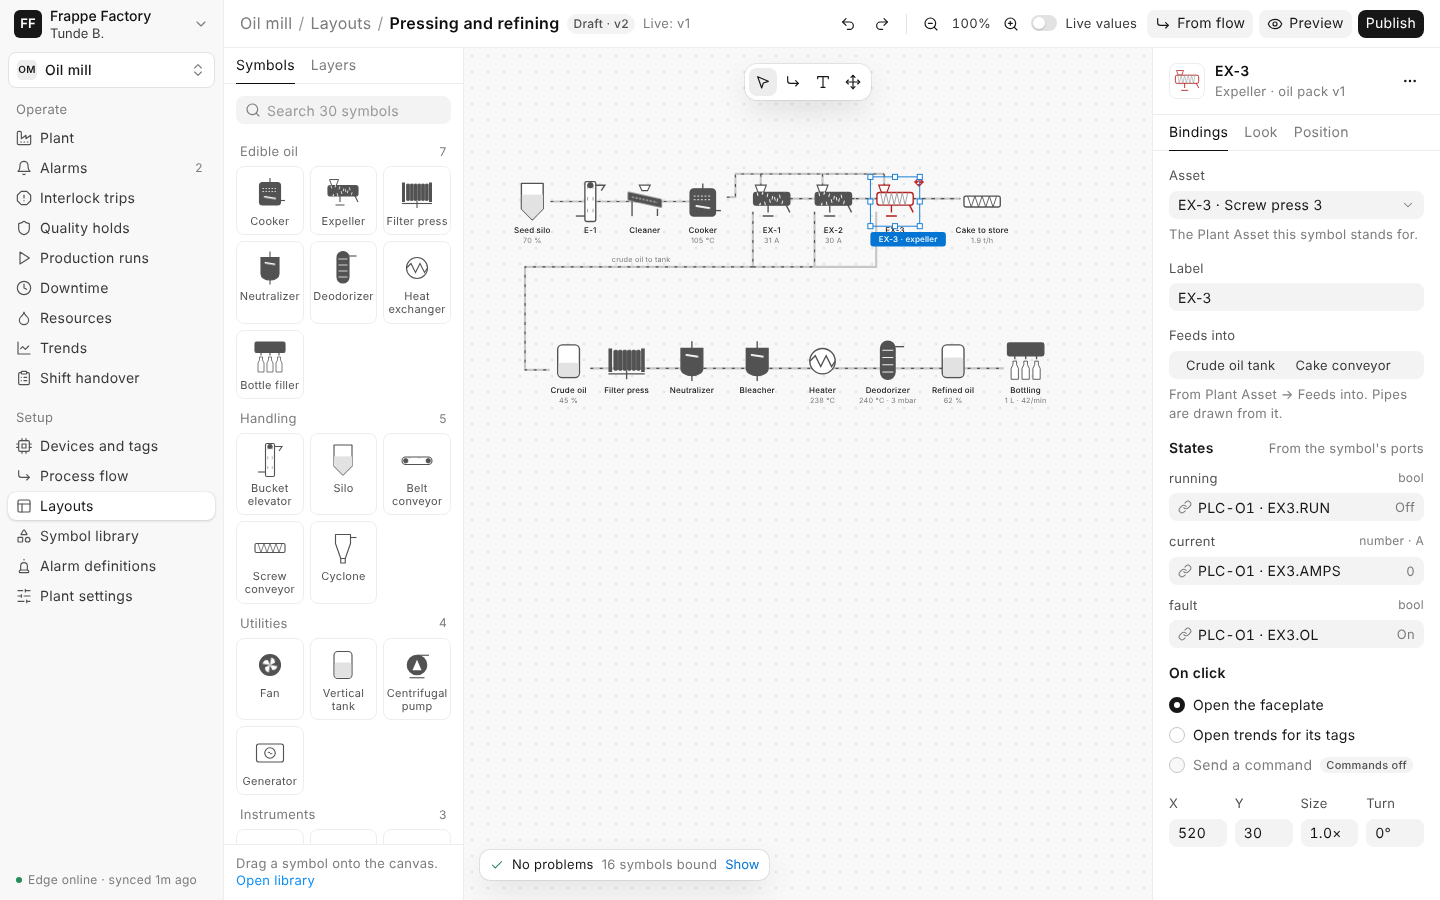 FF
Frappe Factory
Tunde B.
OM
Oil mill
Operate
Plant
Alarms
2
Interlock trips
Quality holds
Production runs
Downtime
Resources
Trends
Shift handover
Setup
Devices and tags
Process flow
Layouts
Symbol library
Alarm definitions
Plant settings
Edge online · synced 1m ago
Oil mill / Layouts / Pressing and refining
Draft · v2
Live: v1
100%
Live values
From flow
Preview
Publish
Symbols
Layers
Search 30 symbols
Edible oil
7
Cooker
Expeller
Filter press
Neutralizer
Deodorizer
Heat
exchanger
Bottle filler
Handling
5
Bucket
elevator
Silo
Belt
conveyor
Screw
conveyor
Cyclone
Utilities
4
Fan
Vertical
tank
Centrifugal
pump
Generator
Instruments
3
Drag a symbol onto the canvas.
Open library
Seed silo
70 %
E-1
Cleaner
Cooker
105 °C
EX-1
31 A
EX-2
30 A
EX-3
EX-3 · expeller
Cake to store
1.9 t/h
crude oil to tank
Crude oil
45 %
Filter press
Neutralizer
Bleacher
Heater
238 °C
Deodorizer
240 °C · 3 mbar
Refined oil
62 %
Bottling
1 L · 42/min
No problems
16 symbols bound
Show
EX-3
Expeller · oil pack v1
Bindings
Look
Position
Asset
EX-3 · Screw press 3
The Plant Asset this symbol stands for.
Label
EX-3
Feeds into
Crude oil tank
Cake conveyor
From Plant Asset → Feeds into. Pipes
are drawn from it.
States
From the symbol's ports
running
bool
PLC-01 · EX3.RUN
Off
current
number · A
PLC-01 · EX3.AMPS
0
fault
bool
PLC-01 · EX3.OL
On
On click
Open the faceplate
Open trends for its tags
Send a command
Commands off
X
Y
Size
Turn
520
30
1.0×
0°